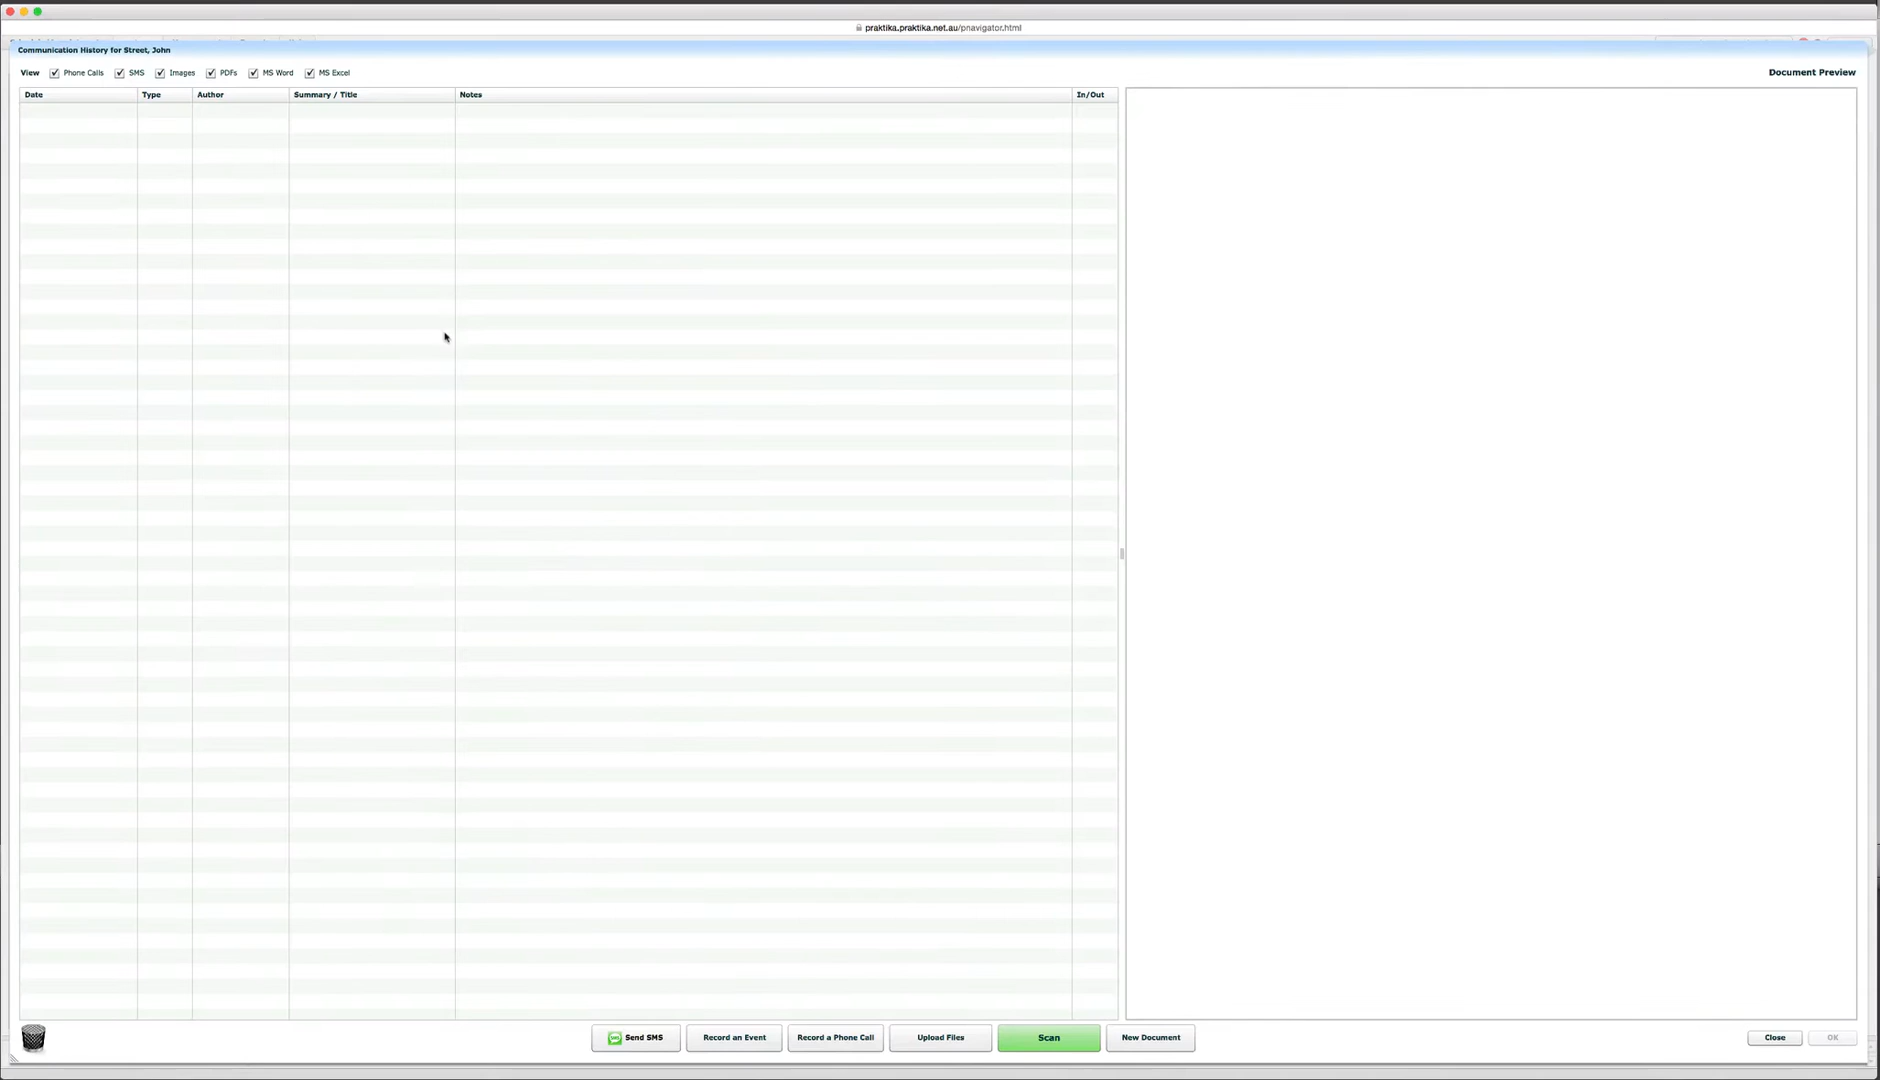 praktika.praktika.net.au/pnavigator.html
Communication History for Street, John
View Phone Calls SMS Images PDFs MS Word MS Excel Document Preview
Date Type Author Summary / Title Notes In/Out
Send SMS Record an Event Record a Phone Call Upload Files Scan New Document Close OK